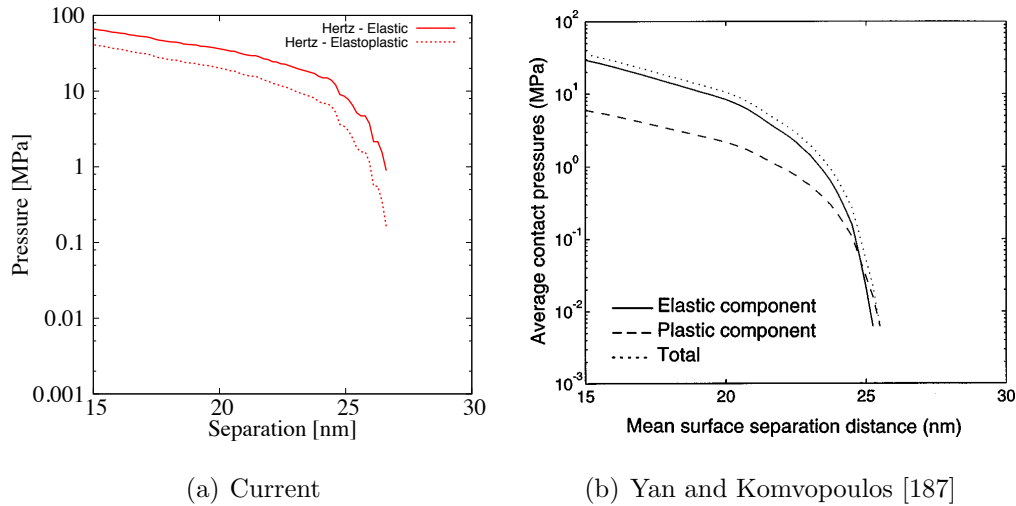 100
10
1
0.1
0.01
0.001
Pressure [MPa]
Hertz - Elastic
Hertz - Elastoplastic
15
20
25
30
Separation [nm]
(a) Current
10²
10¹
10⁰
10⁻¹
10⁻²
10⁻³
Average contact pressures (MPa)
Elastic component
Plastic component
Total
15
20
25
30
Mean surface separation distance (nm)
(b) Yan and Komvopoulos [187]